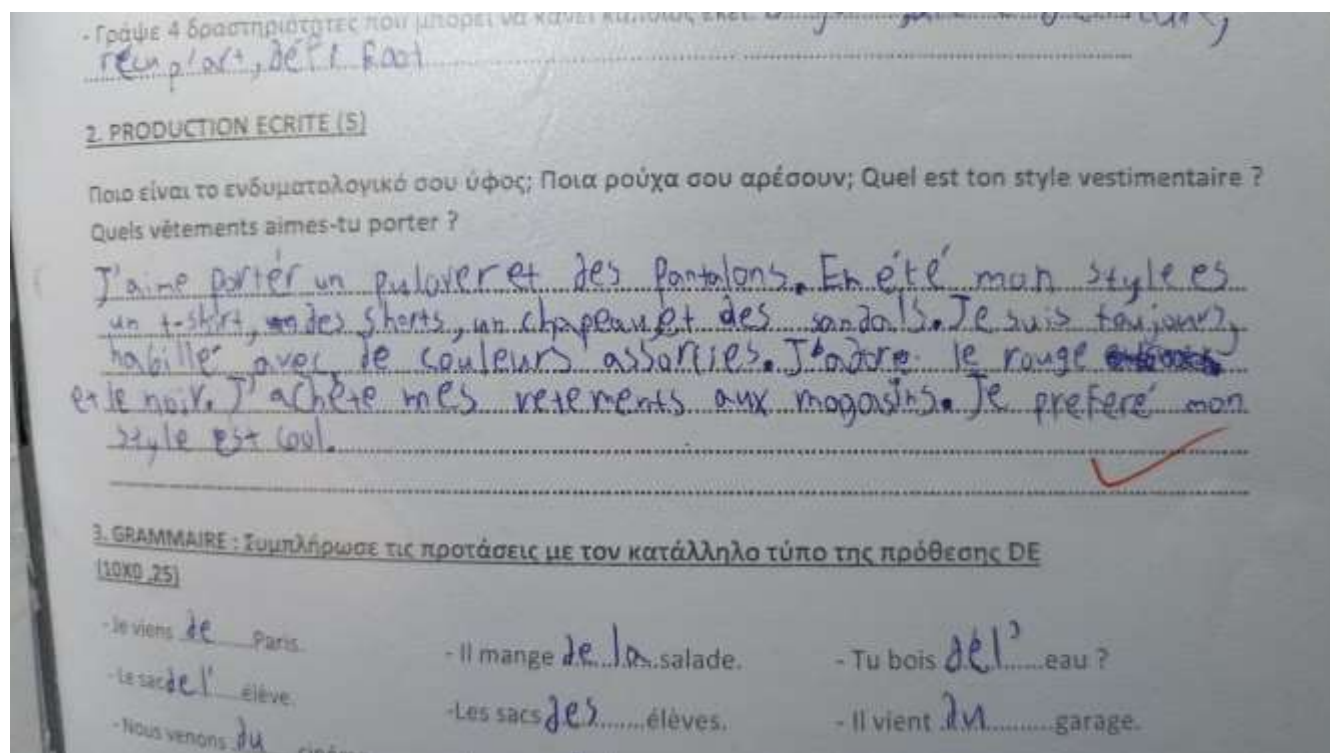 - Γράψε 4 δραστηριότητες που μπορεί να κάνει κάποιος εκεί.
2. PRODUCTION ECRITE (5)
Ποιο είναι το ενδυματολογικό σου ύφος; Ποια ρούχα σου αρέσουν; Quel est ton style vestimentaire ?
Quels vêtements aimes-tu porter ?
J'aime portér un pulover et des Pantalons. En été mon style es
un t-shirt, des shorts, un chapeau et des sandals. Je suis toujours,
habiller avec de couleurs assorties. J'adore le rouge
et le noir. J'achète mes vetements aux magasins. Je preferé mon
style est cool.
3. GRAMMAIRE : Συμπλήρωσε τις προτάσεις με τον κατάλληλο τύπο της πρόθεσης DE
(10X0 ,25)
- Je viens de Paris. - Il mange de la salade. - Tu bois dél' eau ?
- Le sac de l' élève. -Les sacs des élèves. - Il vient du garage.
- Nous venons du